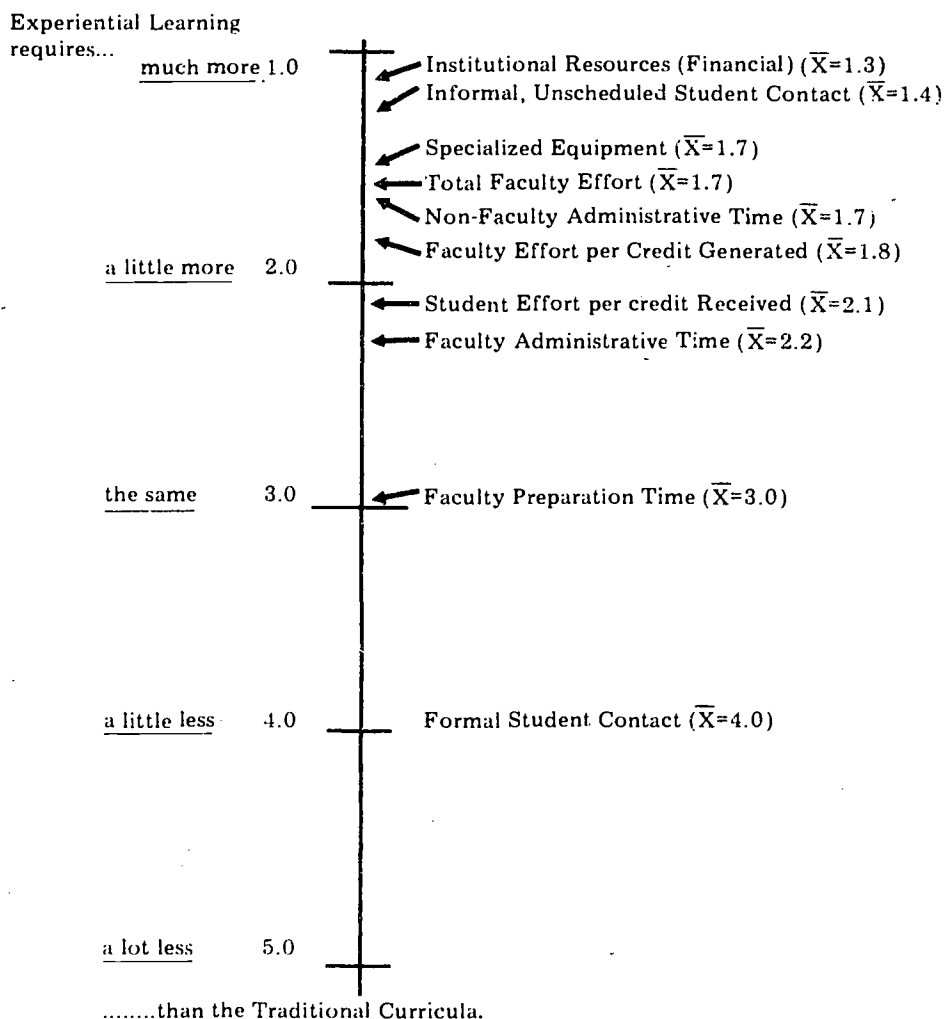 Experiential Learning
requires...
much more 1.0
Institutional Resources (Financial) (X̅=1.3)
Informal, Unscheduled Student Contact (X̅=1.4)
Specialized Equipment (X̅=1.7)
Total Faculty Effort (X̅=1.7)
Non-Faculty Administrative Time (X̅=1.7)
Faculty Effort per Credit Generated (X̅=1.8)
a little more 2.0
Student Effort per credit Received (X̅=2.1)
Faculty Administrative Time (X̅=2.2)
the same 3.0 Faculty Preparation Time (X̅=3.0)
a little less 4.0 Formal Student Contact (X̅=4.0)
a lot less 5.0
........than the Traditional Curricula.